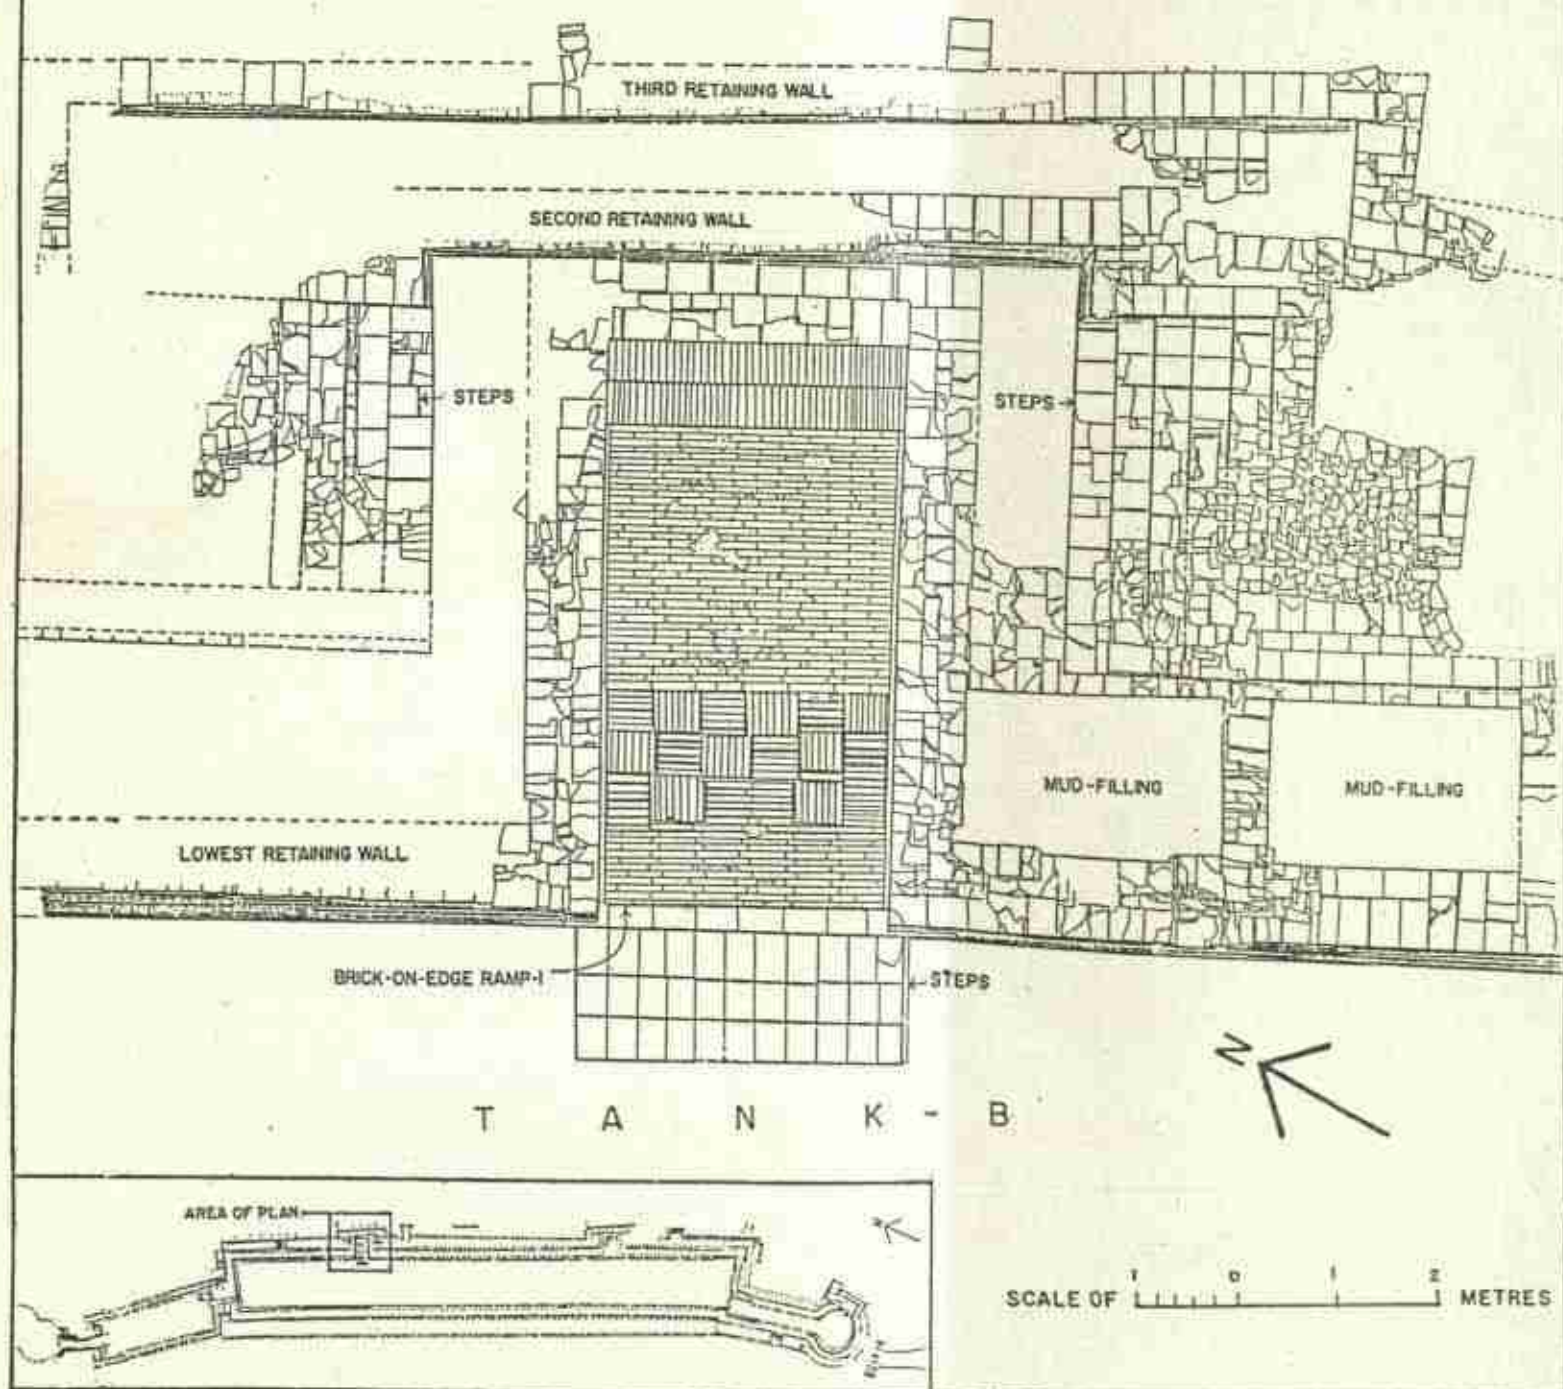 THIRD RETAINING WALL
SECOND RETAINING WALL
STEPS
STEPS
MUD-FILLING
MUD-FILLING
LOWEST RETAINING WALL
BRICK-ON-EDGE RAMP-I
STEPS
N
TANK-B
AREA OF PLAN
N
SCALE OF 1 0 1 2 METRES